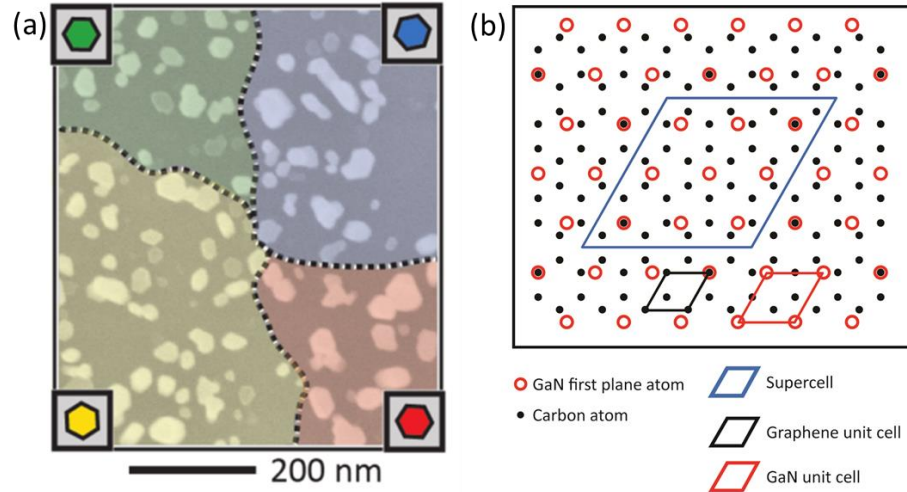 (a)
200 nm
(b)
GaN first plane atom
Carbon atom
Supercell
Graphene unit cell
GaN unit cell